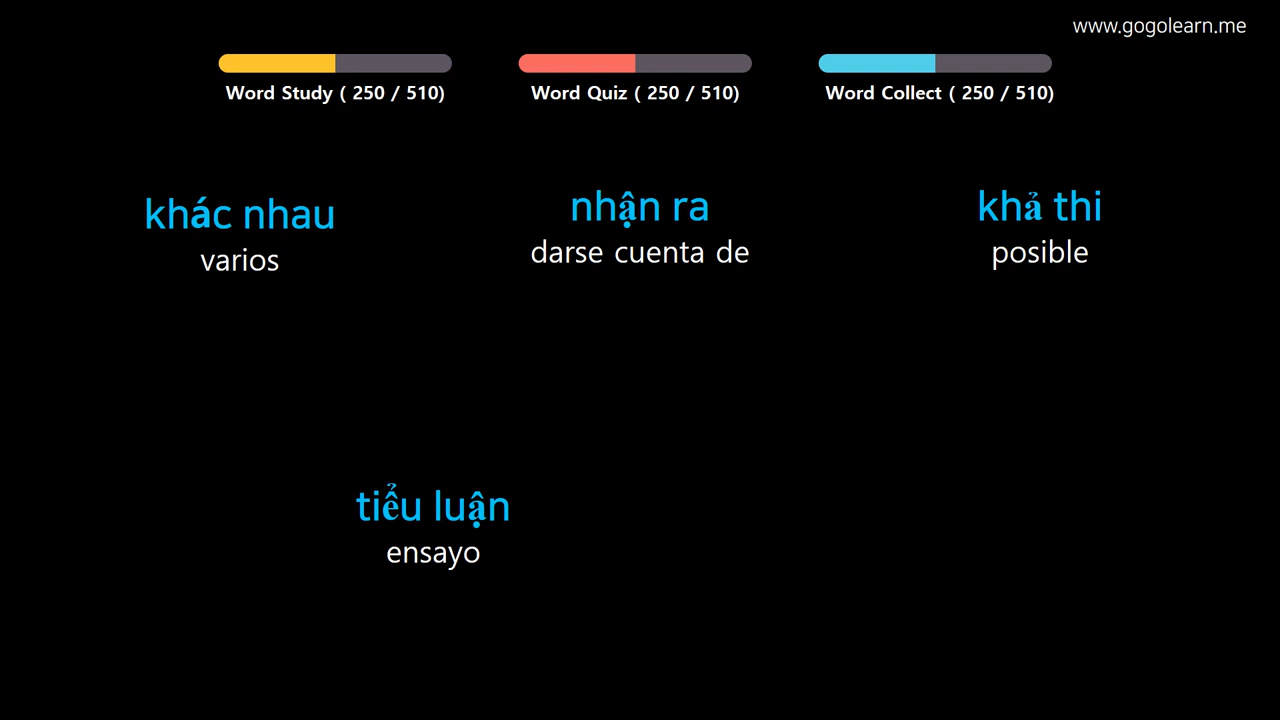 www.gogolearn.me
Word Study ( 250 / 510)
Word Quiz ( 250 / 510)
Word Collect ( 250 / 510)
khác nhau
varios
nhận ra
darse cuenta de
khả thi
posible
tiểu luận
ensayo